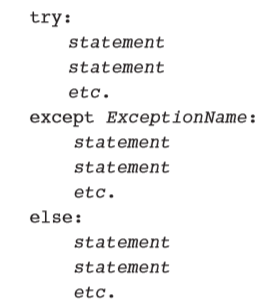 try:
    statement
    statement
    etc.
except ExceptionName:
    statement
    statement
    etc.
else:
    statement
    statement
    etc.